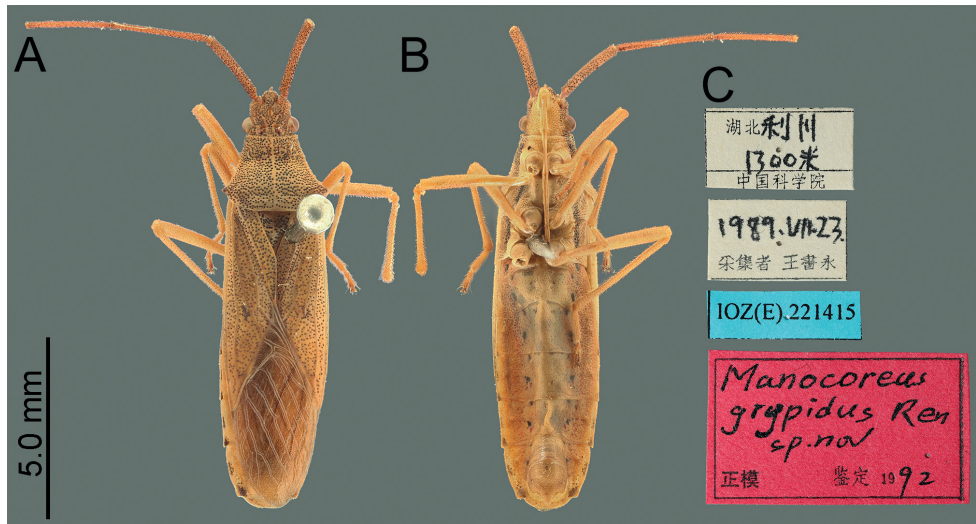 A
B
C
5.0 mm
湖北利川
1300米
中国科学院
1989.VII.23.
采集者 王書永
IOZ(E).221415
Manocoreus
grypidus Ren
sp.nov
正模 鉴定 1992